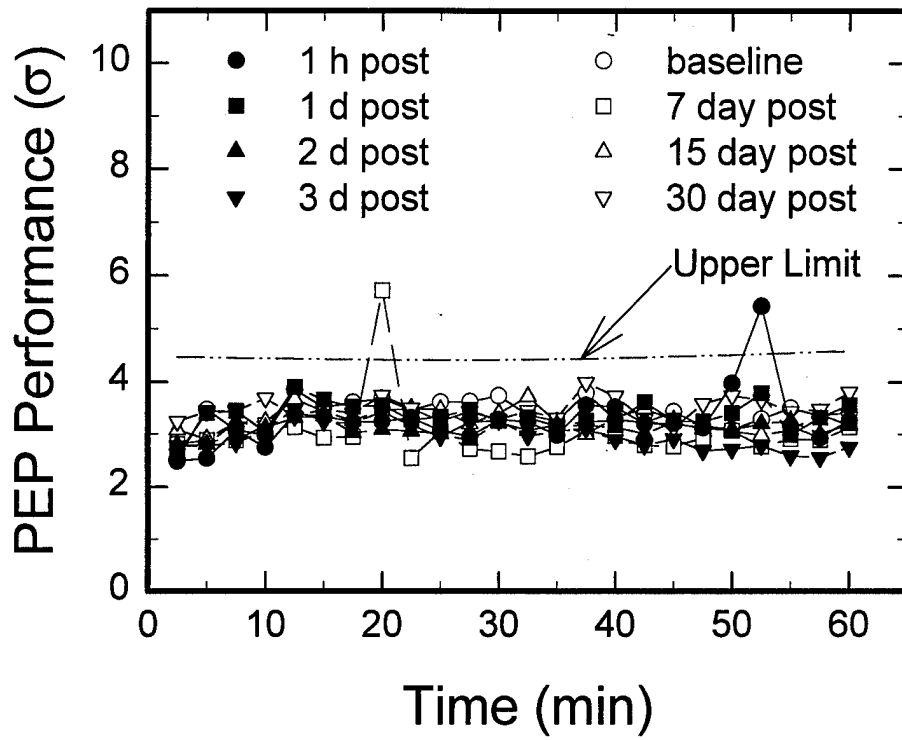 PEP Performance (σ)
10
8
6
4
2
0
1 h post
1 d post
2 d post
3 d post
baseline
7 day post
15 day post
30 day post
Upper Limit
0 10 20 30 40 50 60
Time (min)